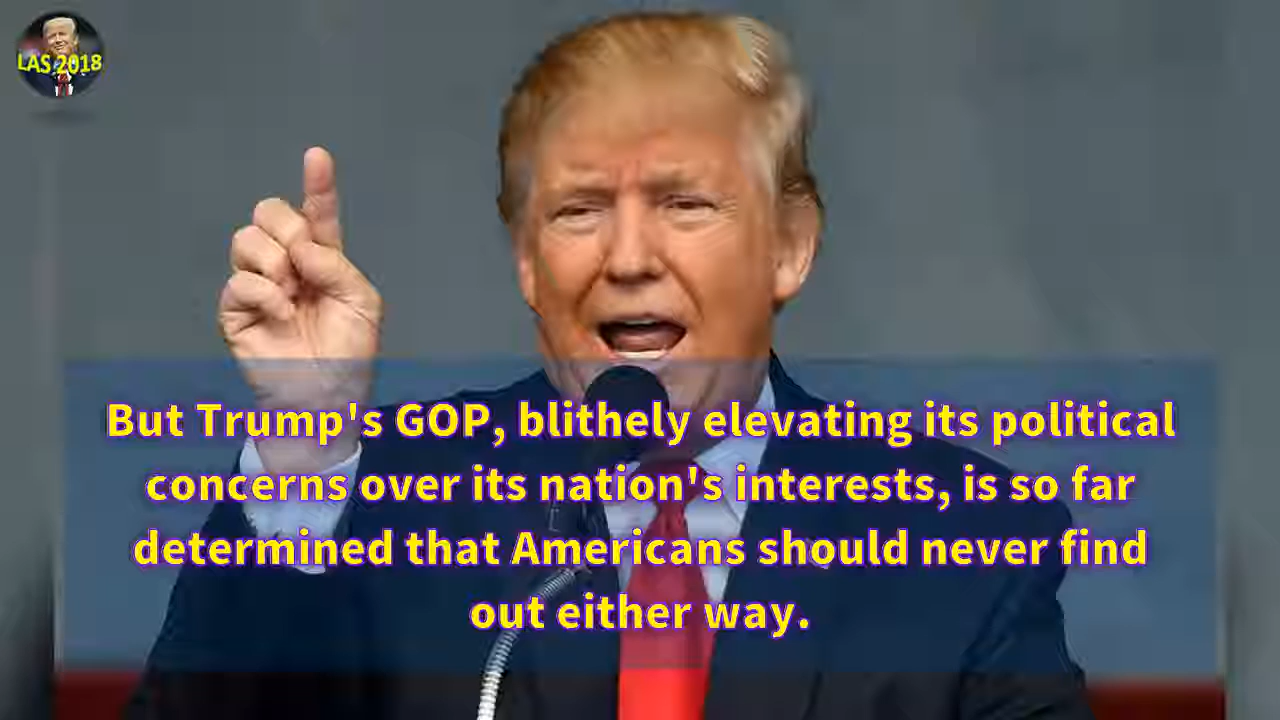 LAS 2018
But Trump's GOP, blithely elevating its political
concerns over its nation's interests, is so far
determined that Americans should never find
out either way.